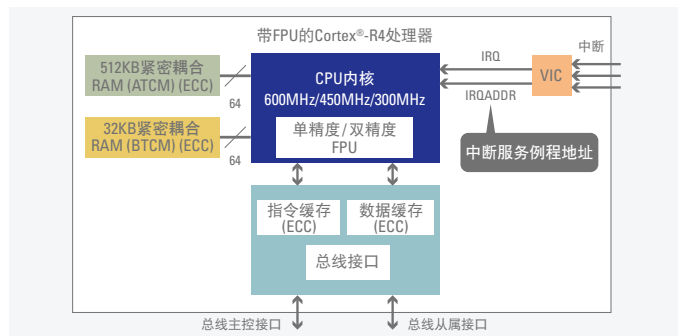 带FPU的Cortex®-R4处理器
512KB紧密耦合
RAM (ATCM) (ECC)
64
32KB紧密耦合
RAM (BTCM) (ECC)
64
CPU内核
600MHz/450MHz/300MHz
单精度/双精度
FPU
IRQ
IRQADDR
VIC
中断
中断服务例程地址
指令缓存
(ECC)
数据缓存
(ECC)
总线接口
总线主控接口
总线从属接口